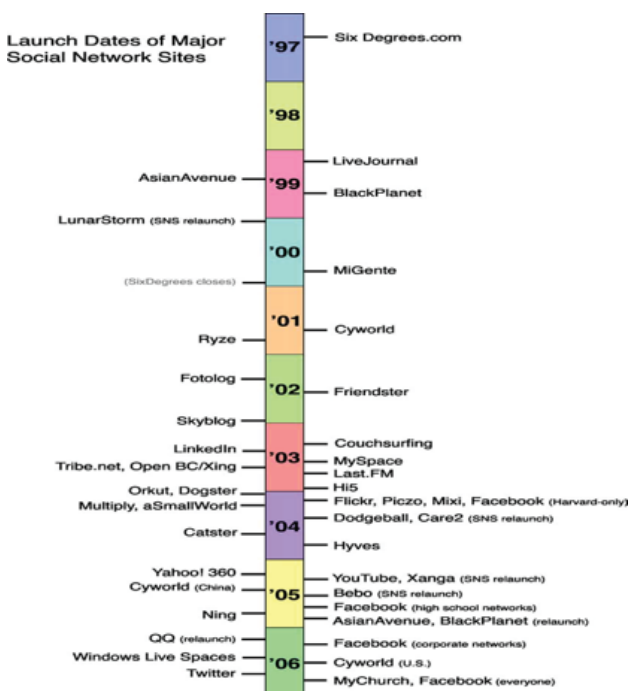 Launch Dates of Major
Social Network Sites
'97
Six Degrees.com
'98
'99
LiveJournal
AsianAvenue
BlackPlanet
LunarStorm (SNS relaunch)
'00
MiGente
(SixDegrees closes)
'01
Cyworld
Ryze
Fotolog
'02
Friendster
Skyblog
'03
Couchsurfing
LinkedIn
MySpace
Tribe.net, Open BC/Xing
Last.FM
Hi5
Orkut, Dogster
Flickr, Piczo, Mixi, Facebook (Harvard-only)
Multiply, aSmallWorld
'04
Dodgeball, Care2 (SNS relaunch)
Catster
Hyves
Yahoo! 360
YouTube, Xanga (SNS relaunch)
Cyworld (China)
'05
Bebo (SNS relaunch)
Facebook (high school networks)
Ning
AsianAvenue, BlackPlanet (relaunch)
QQ (relaunch)
Facebook (corporate networks)
Windows Live Spaces
'06
Cyworld (U.S.)
Twitter
MyChurch, Facebook (everyone)